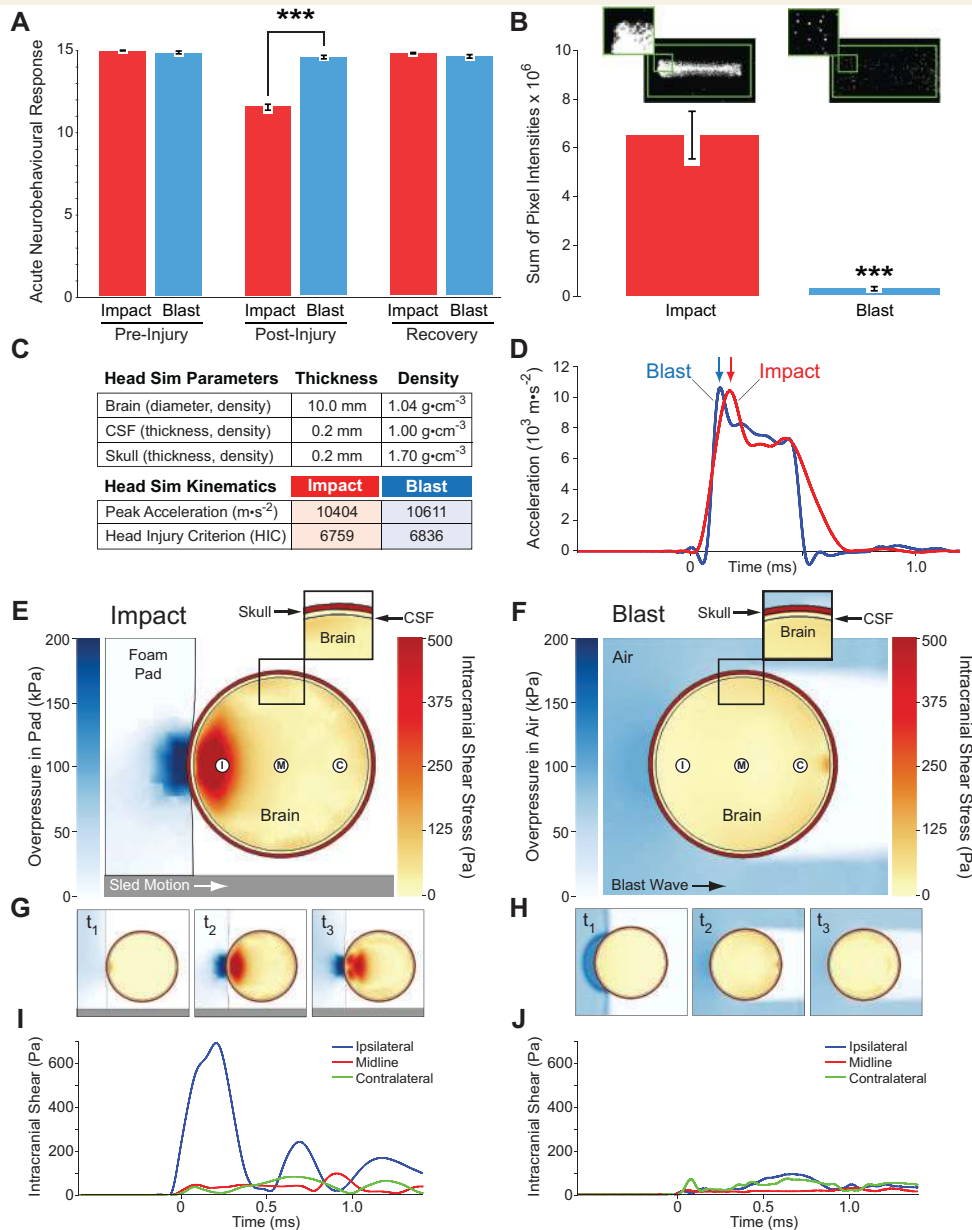 A
Acute Neurobehavioural Response
15
10
5
0
***
Impact Blast Impact Blast Impact Blast
Pre-Injury Post-Injury Recovery
B
Sum of Pixel Intensities x 10⁶
10
8
6
4
2
0
***
Impact Blast
C
Head Sim Parameters Thickness Density
Brain (diameter, density) 10.0 mm 1.04 g•cm⁻³
CSF (thickness, density) 0.2 mm 1.00 g•cm⁻³
Skull (thickness, density) 0.2 mm 1.70 g•cm⁻³
Head Sim Kinematics Impact Blast
Peak Acceleration (m•s⁻²) 10404 10611
Head Injury Criterion (HIC) 6759 6836
D
Acceleration (10³ m•s⁻²)
12
10
8
6
4
2
0
Blast Impact
0 Time (ms) 1.0
E
Impact
Overpressure in Pad (kPa)
200
150
100
50
0
Foam
Pad
Skull
CSF
Brain
I M C
Brain
Sled Motion
500
375
250
125
0
Intracranial Shear Stress (Pa)
F
Blast
Overpressure in Air (kPa)
200
150
100
50
0
Air
Skull
CSF
Brain
I M C
Brain
Blast Wave
500
375
250
125
0
Intracranial Shear Stress (Pa)
G
t₁ t₂ t₃
H
t₁ t₂ t₃
I
Intracranial Shear (Pa)
600
400
200
0
Ipsilateral
Midline
Contralateral
0 0.5 1.0
Time (ms)
J
Intracranial Shear (Pa)
600
400
200
0
Ipsilateral
Midline
Contralateral
0 0.5 1.0
Time (ms)